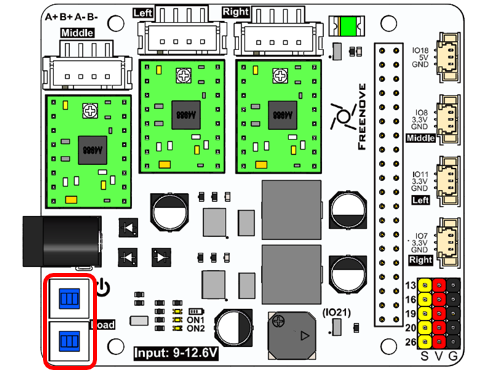 A+B+A-B-
Middle
Left
Right
A4988
A4988
A4988
FREENOVE
IO18
5V
GND
IO8
3.3V
GND
Middle
IO11
3.3V
GND
Left
IO7
3.3V
GND
Right
Load
ON1
ON2
(IO21)
Input: 9-12.6V
13
16
19
20
26
S V G